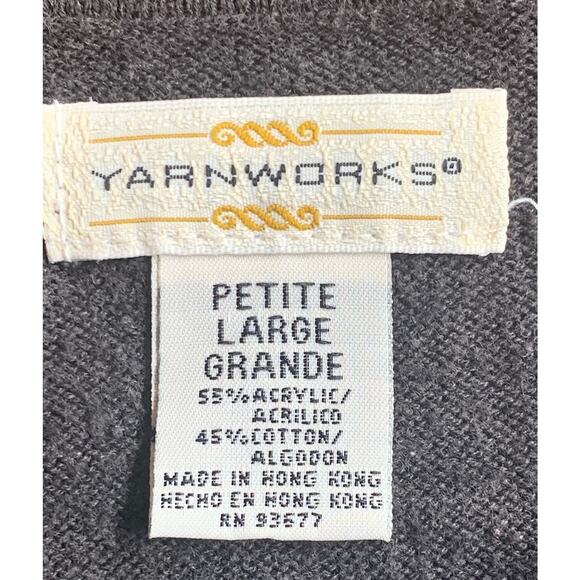 YARNWORKS®
PETITE
LARGE
GRANDE
55% ACRYLIC/
ACRILICO
45% COTTON/
ALGODON
MADE IN HONG KONG
HECHO EN HONG KONG
RN 93677